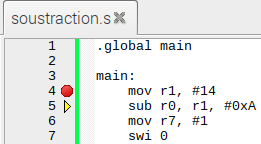 soustraction.s
1 .global main
2
3 main:
4 mov r1, #14
5 sub r0, r1, #0xA
6 mov r7, #1
7 swi 0